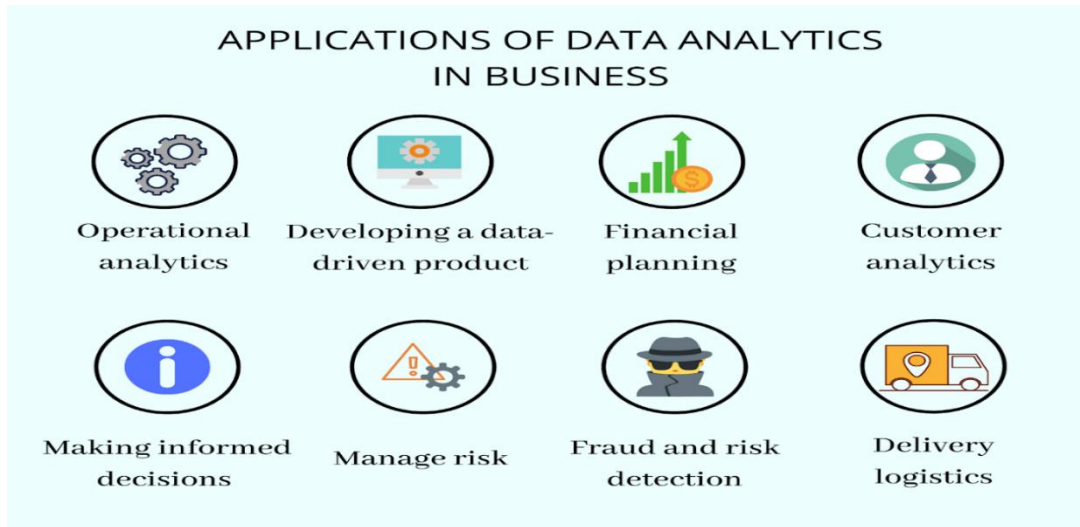 APPLICATIONS OF DATA ANALYTICS
IN BUSINESS
Operational
analytics
Developing a data-
driven product
Financial
planning
Customer
analytics
Making informed
decisions
Manage risk
Fraud and risk
detection
Delivery
logistics